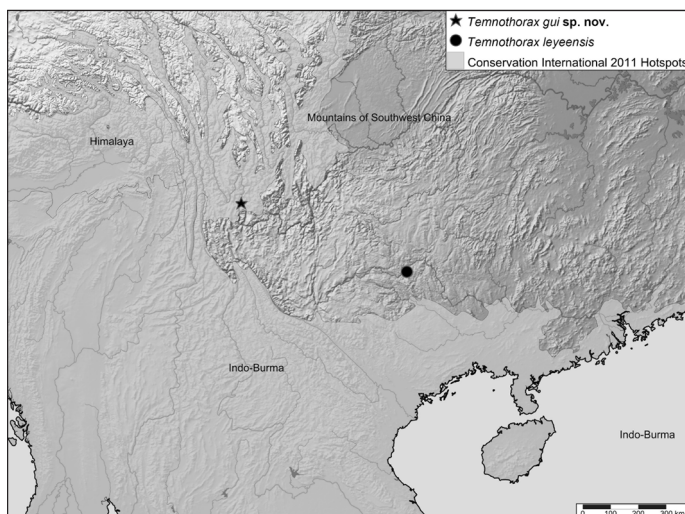 Temnothorax gui sp. nov.
Temnothorax leyeensis
Conservation International 2011 Hotspots
Mountains of Southwest China
Himalaya
Indo-Burma
Indo-Burma
0 100 200 300 km